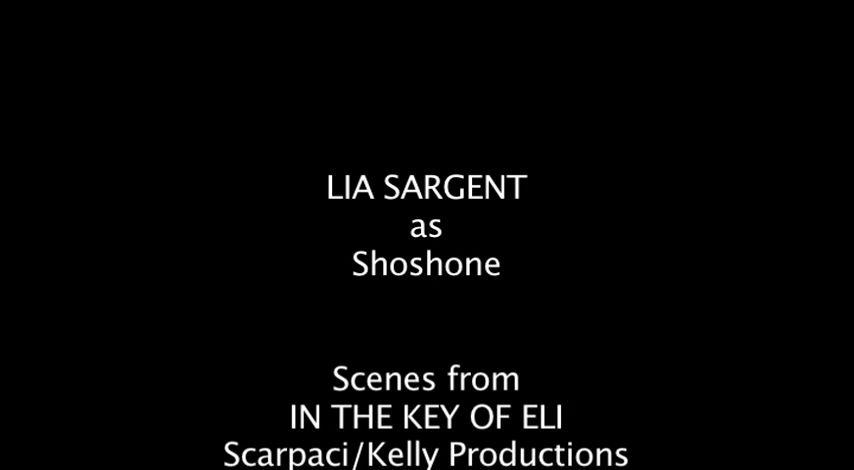 LIA SARGENT
as
Shoshone
Scenes from
IN THE KEY OF ELI
Scarpaci/Kelly Productions